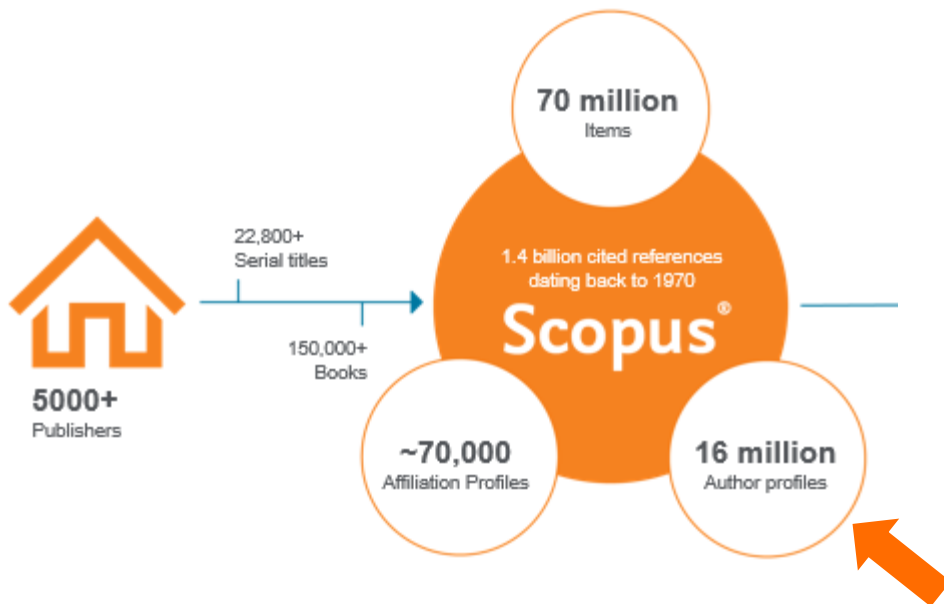 70 million
Items
22,800+
Serial titles
1.4 billion cited references
dating back to 1970
Scopus®
150,000+
Books
5000+
Publishers
~70,000
Affiliation Profiles
16 million
Author profiles